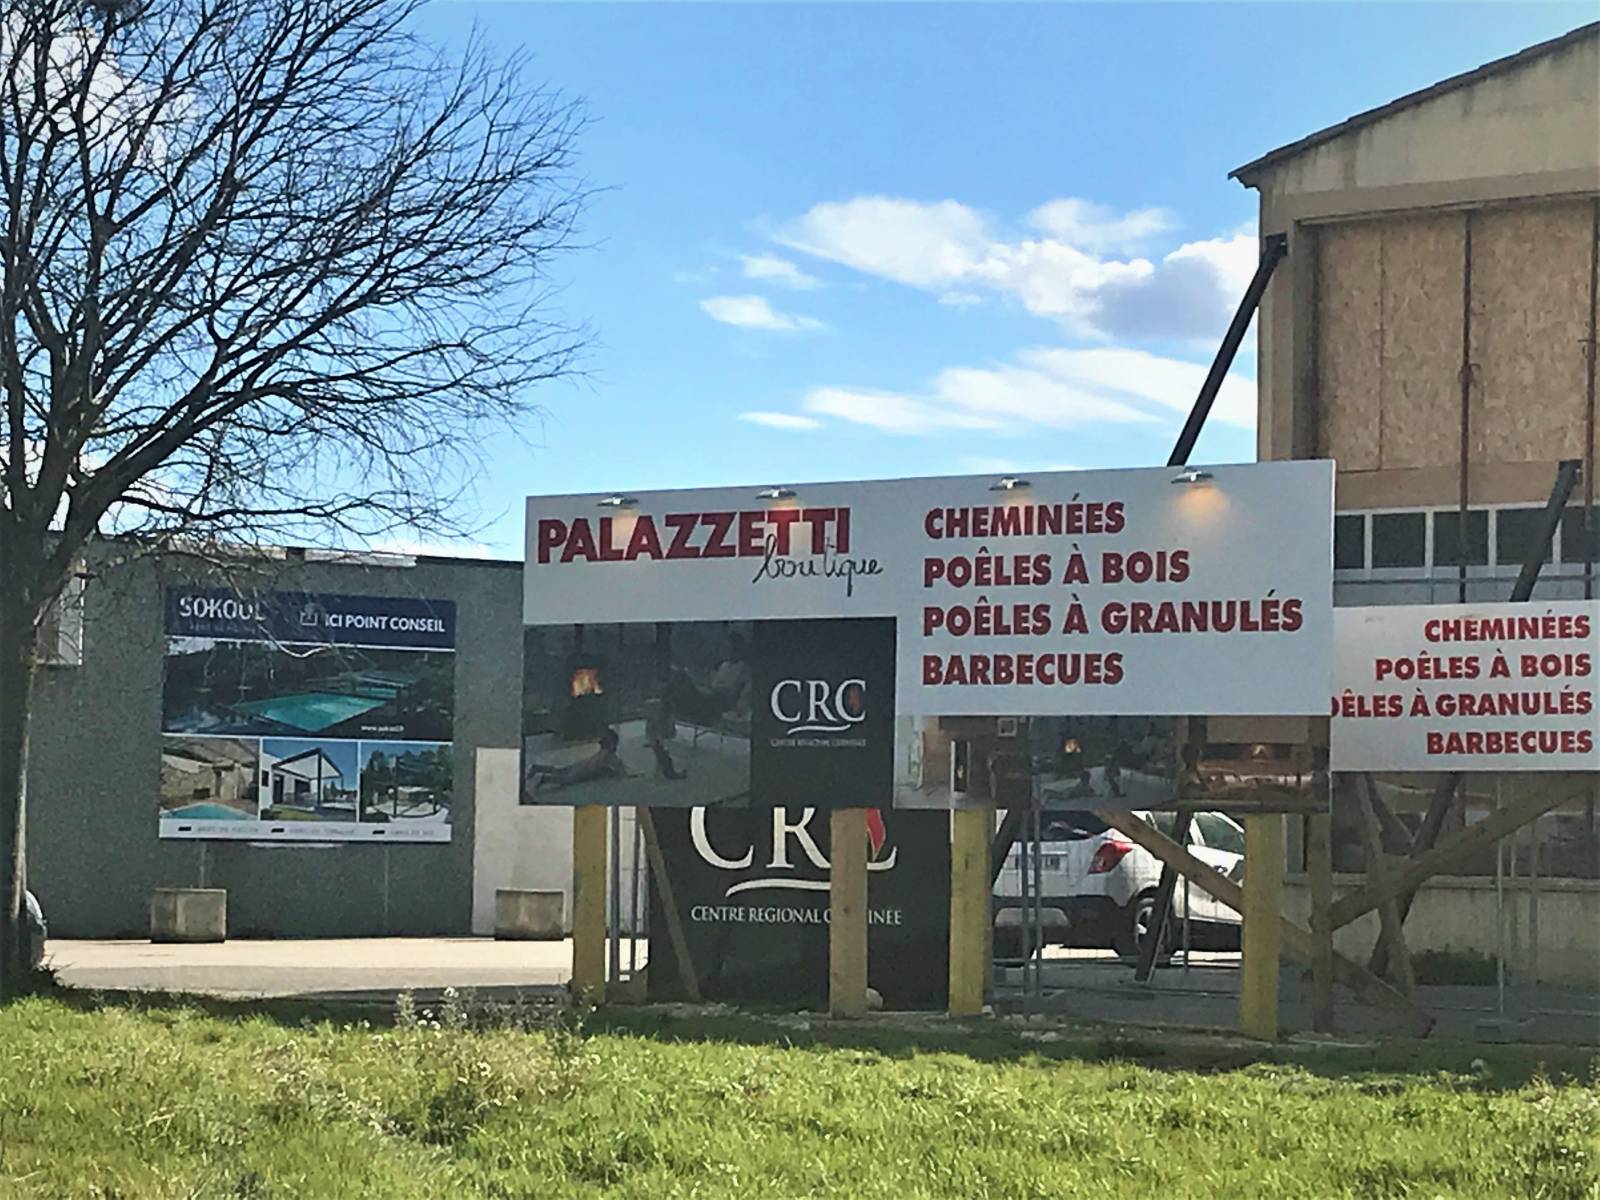 SOKOOL
ICI POINT CONSEIL
PALAZZETTI
boutique
CHEMINÉES
POÊLES À BOIS
POÊLES À GRANULÉS
BARBECUES
CRC
CRC
CENTRE REGIONAL
CHEMINÉES
POÊLES À BOIS
POÊLES À GRANULÉS
BARBECUES